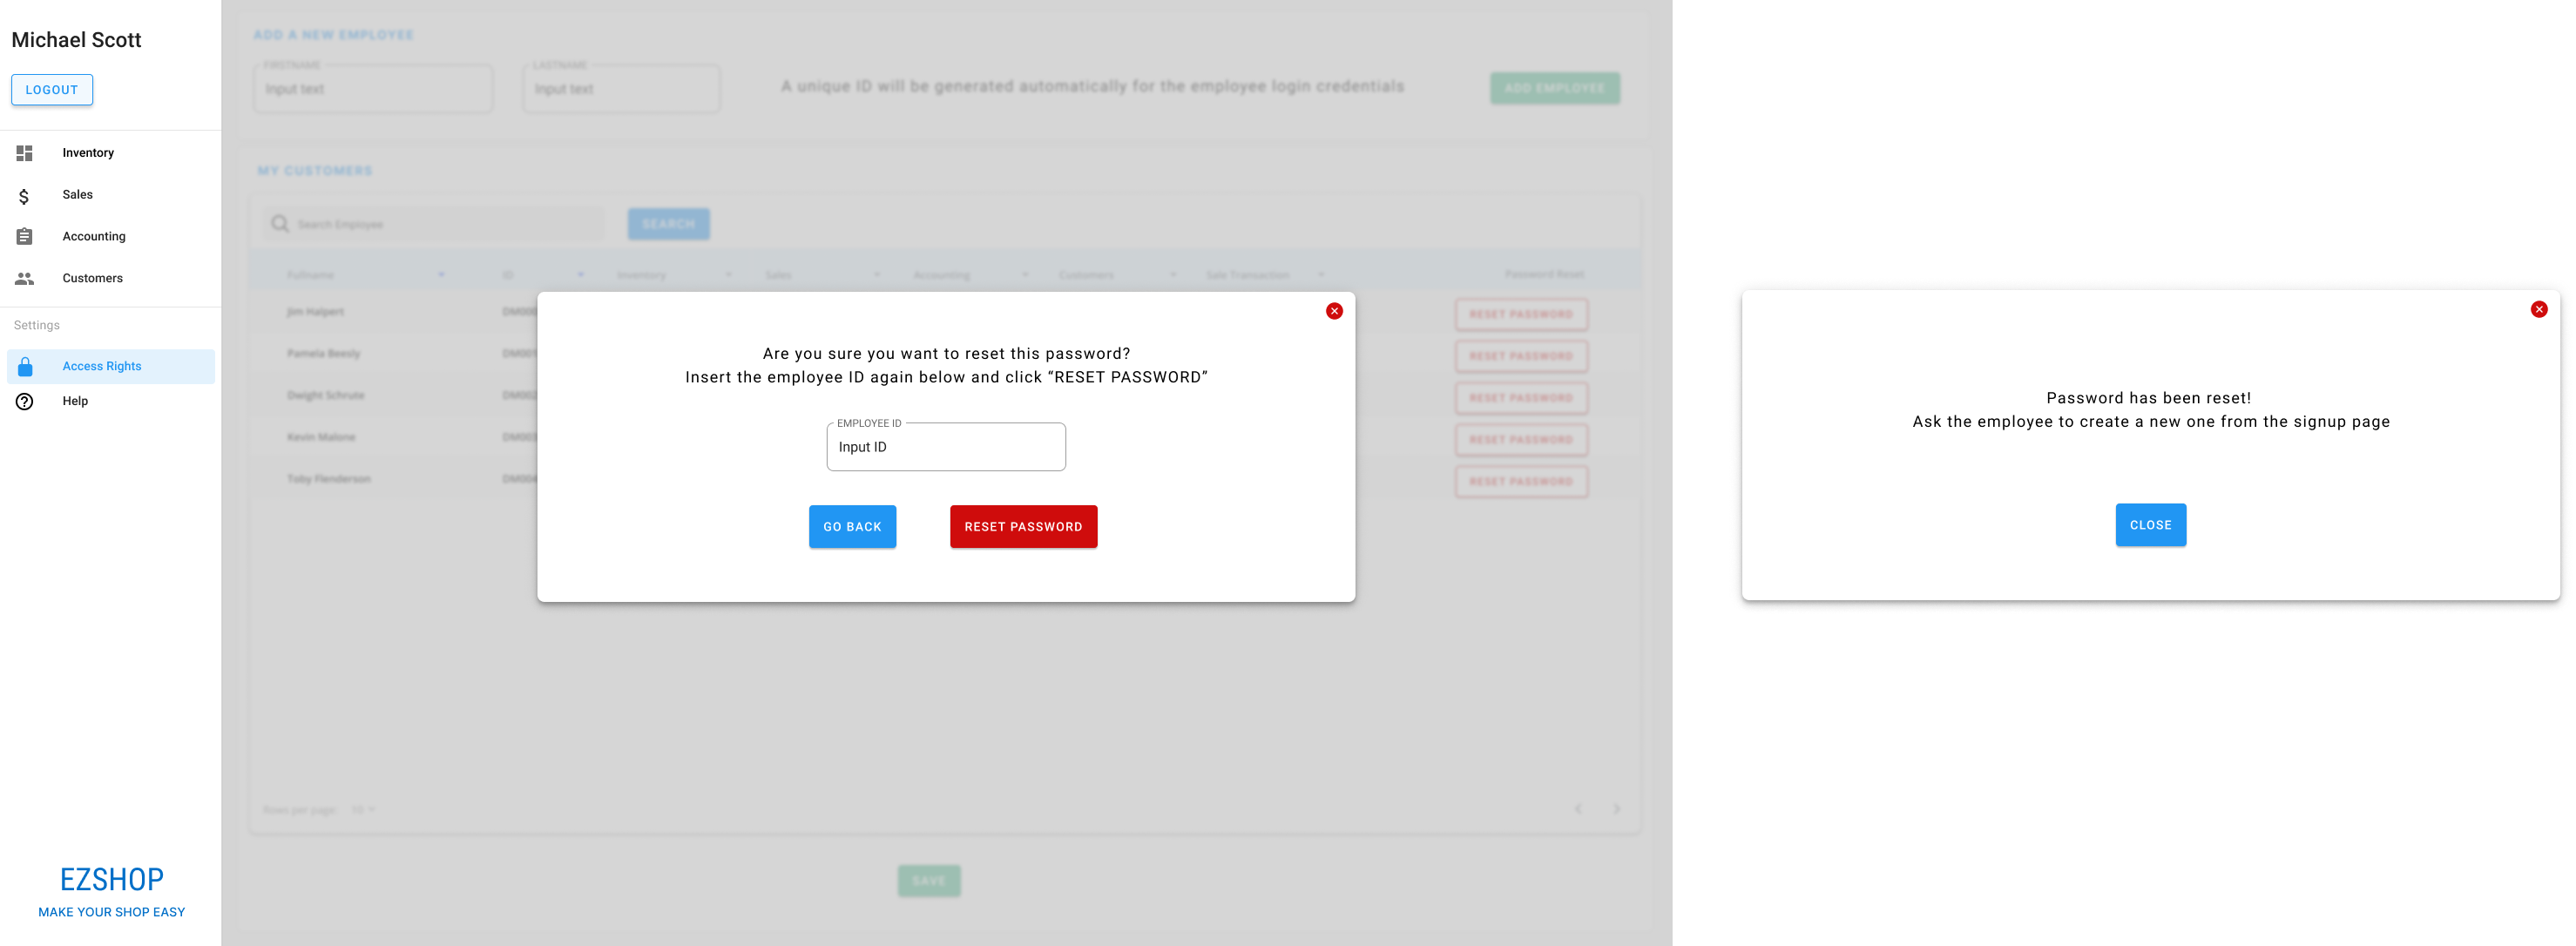 Michael Scott
LOGOUT
Inventory
Sales
Accounting
Customers
Settings
Access Rights
Help
EZSHOP
MAKE YOUR SHOP EASY
ADD A NEW EMPLOYEE
FIRSTNAME
Input text
LASTNAME
Input text
A unique ID will be generated automatically for the employee login credentials
ADD EMPLOYEE
MY CUSTOMERS
Search Employee
SEARCH
Fullname ID Inventory Sales Accounting Customers Sale Transaction Password Reset
Jim Halpert RESET PASSWORD
Pamela Beesly RESET PASSWORD
Dwight Schrute RESET PASSWORD
Kevin Malone RESET PASSWORD
Toby Flenderson RESET PASSWORD
Rows per page: 10
SAVE
Are you sure you want to reset this password?
Insert the employee ID again below and click “RESET PASSWORD”
EMPLOYEE ID
Input ID
GO BACK
RESET PASSWORD
Password has been reset!
Ask the employee to create a new one from the signup page
CLOSE